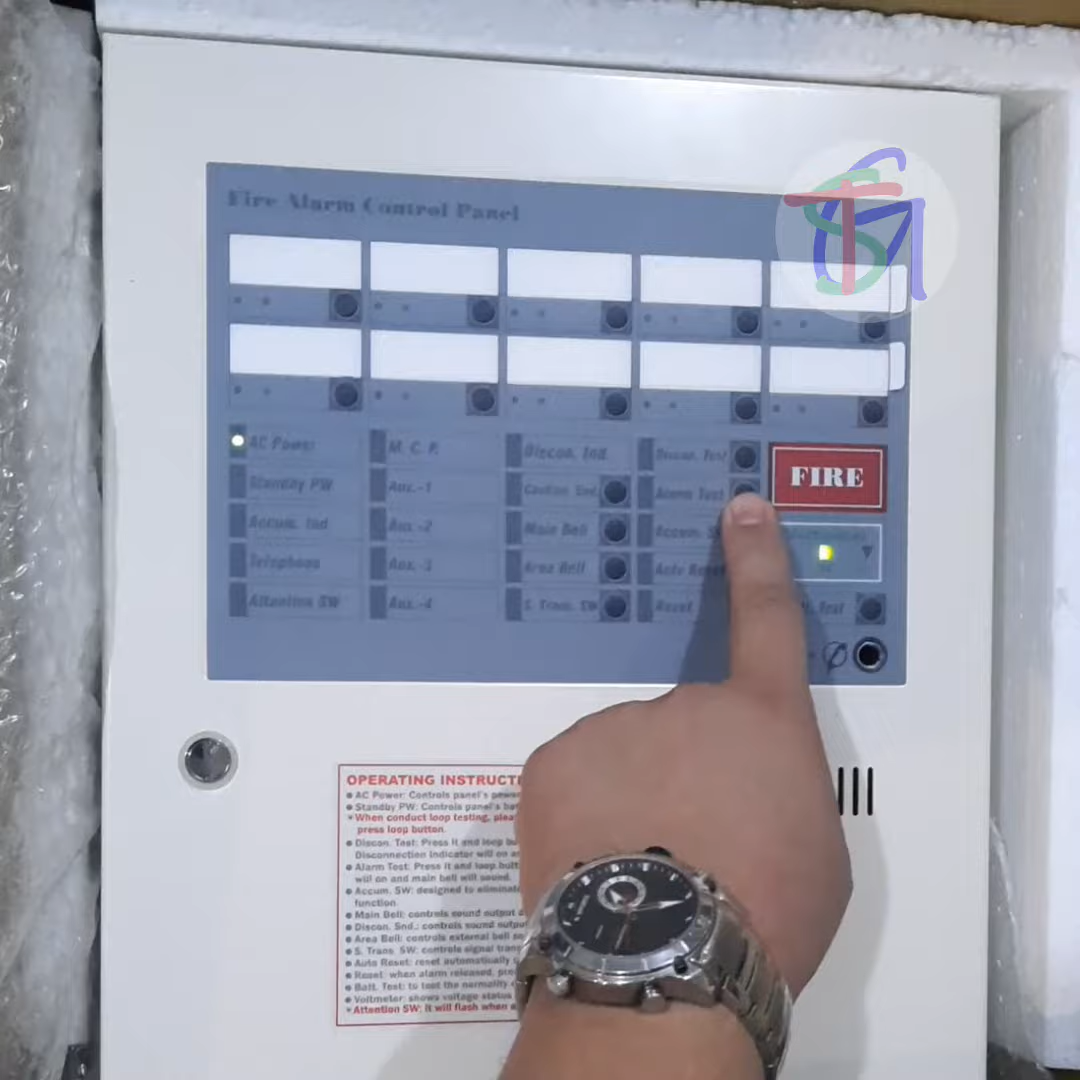 Fire Alarm Control Panel
AC Power
M. C. P.
Discon. Ind.
Discon. Test
FIRE
Standby PW
Aux.-1
Caution. Snd.
Alarm Test
Accum. Ind
Aux.-2
Main Bell
Accum.
Telephone
Aux.-3
Area Bell
Auto Reset
Attention SW
Aux.-4
S. Trans. SW
Reset
Test
OPERATING INSTRUCTI
AC Power: Controls panel's power
Standby PW: Controls panel's bat
When conduct loop testing, plea
press loop button.
Discon. Test: Press it and loop bu
Disconnection indicator will on a
Alarm Test: Press it and loop butt
will on and main bell will sound.
Accum. SW: designed to eliminate
function.
Main Bell: controls sound output
Discon. Snd.: controls sound output
Area Bell: controls external bell
S. Trans. SW: controls signal trans
Auto Reset: reset automatically
Reset: when alarm released, pre
Batt. Test: to test the normality
Voltmeter: shows voltage status
Attention SW: It will flash when